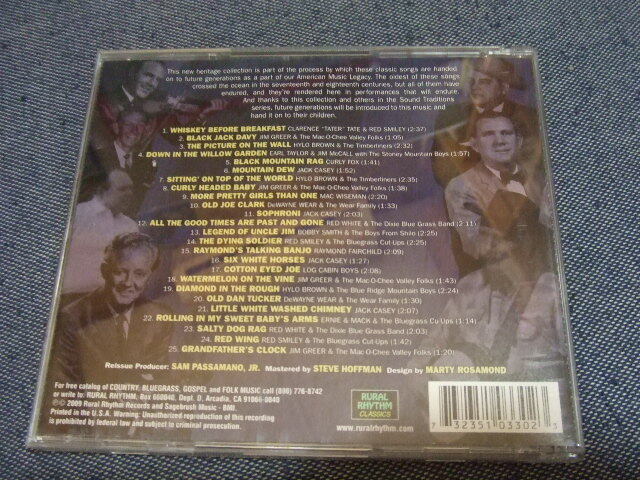 This new heritage collection is part of the process by which these classic songs are handed
on to future generations as a part of our American Music Legacy. The oldest of these songs
crossed the ocean in the seventeenth and eighteenth centuries, but all of them have
endured, and they're rendered here in performances that will endure.
And thanks to this collection and others in the Sound Traditions
series, future generations will be introduced to this music and
hand it on to their children.
1. WHISKEY BEFORE BREAKFAST CLARENCE "TATER" TATE & RED SMILEY (2:37)
2. BLACK JACK DAVY JIM GREER & The Mac-O-Chee Valley Folks (1:05)
3. THE PICTURE ON THE WALL HYLO BROWN & The Timberliners (2:32)
4. DOWN IN THE WILLOW GARDEN EARL TAYLOR & JIM McCALL with The Stoney Mountain Boys (1:57)
5. BLACK MOUNTAIN RAG CURLY FOX (1:41)
6. MOUNTAIN DEW JACK CASEY (1:52)
7. SITTING' ON TOP OF THE WORLD HYLO BROWN & The Timberliners (2:35)
8. CURLY HEADED BABY JIM GREER & The Mac-O-Chee Valley Folks (1:38)
9. MORE PRETTY GIRLS THAN ONE MAC WISEMAN (2:20)
10. OLD JOE CLARK DeWAYNE WEAR & The Wear Family (1:33)
11. SOPHRON JACK CASEY (2:03)
12. ALL THE GOOD TIMES ARE PAST AND GONE RED WHITE & The Dixie Blue Grass Band (2:11)
13. LEGEND OF UNCLE JIM BOBBY SMITH & The Boys From Shilo (2:25)
14. THE DYING SOLDIER RED SMILEY & The Bluegrass Cut-Ups (2:25)
15. RAYMOND'S TALKING BANJO RAYMOND FAIRCHILD (2:09)
16. SIX WHITE HORSES JACK CASEY (1:27)
17. COTTON EYED JOE LOG CABIN BOYS (2:08)
18. WATERMELON ON THE VINE JIM GREER & The Mac-O-Chee Valley Folks (1:43)
19. DIAMOND IN THE ROUGH HYLO BROWN & The Blue Ridge Mountain Boys (2:24)
20. OLD DAN TUCKER DeWAYNE WEAR & The Wear Family (1:30)
21. LITTLE WHITE WASHED CHIMNEY JACK CASEY (2:07)
22. ROLLING IN MY SWEET BABY'S ARMS ERNIE & MACK & The Bluegrass Cu-Ups (1:14)
23. SALTY DOG RAG RED WHITE & The Dixie Blue Grass Band (2:03)
24. RED WING RED SMILEY & The Bluegrass Cut-Ups (1:31)
25. GRANDFATHER'S CLOCK JIM GREER & The Mac O-Chee Valley Folks (1:20)
Reissue Producer: SAM PASSAMANO, JR. Mastered by STEVE HOFFMAN Design by MARTY ROSAMOND
For free catalog of COUNTRY, BLUEGRASS, GOSPEL and FOLK MUSIC call (800) 776-8742
or write to: RURAL RHYTHM, Box 660040, Dept. D, Arcadia, CA 91066-0040
© ℗ 2009 Rural Rhythm Records and Sagebrush Music - BMI.
Printed in the U.S.A. Warning: Unauthorized reproduction of this recording
is prohibited by federal law and subject to criminal prosecution.
RURAL
RHYTHM
CLASSICS
www.ruralrhythm.com
7 32351 03302 3